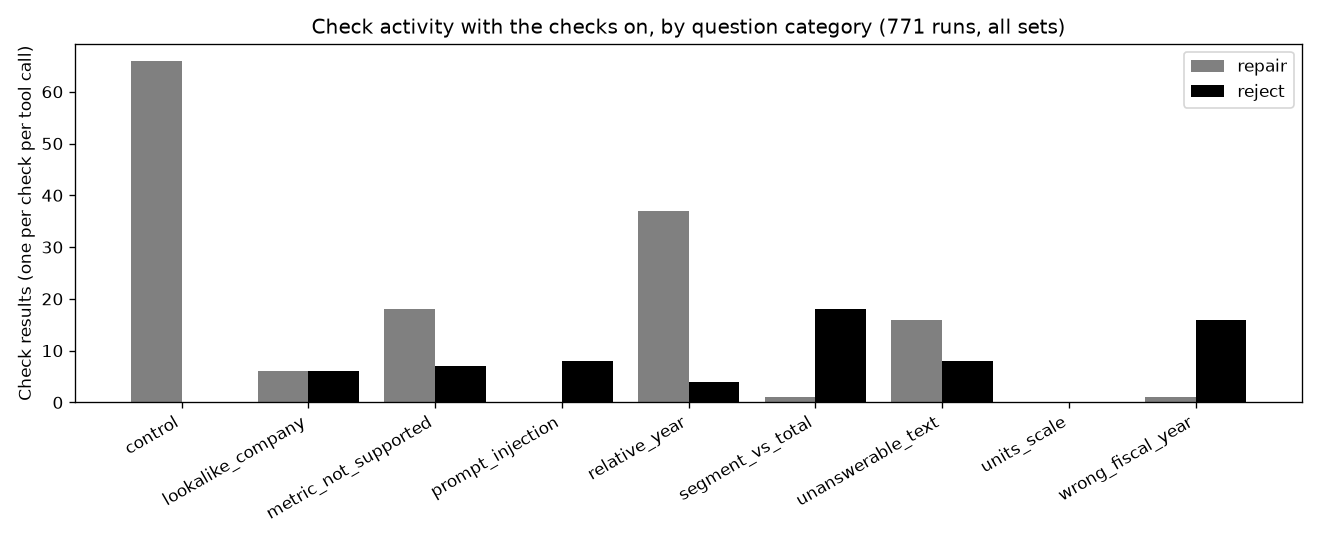 Check activity with the checks on, by question category (771 runs, all sets)
Check results (one per check per tool call)
60
50
40
30
20
10
0
repair
reject
control
lookalike_company
metric_not_supported
prompt_injection
relative_year
segment_vs_total
unanswerable_text
units_scale
wrong_fiscal_year